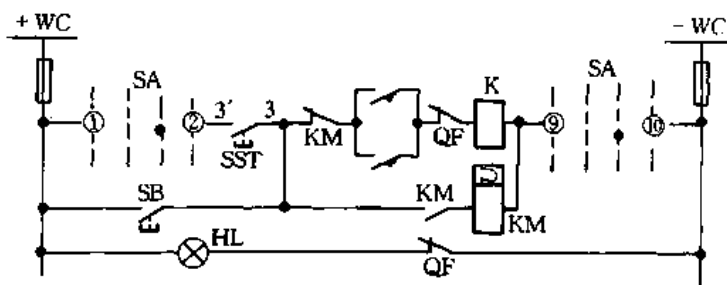 + WC
− WC
SA
K
SA
① ② 3′ 3
KM
QF
⑨ ⑩
SST
SB
KM
KM
HL
QF